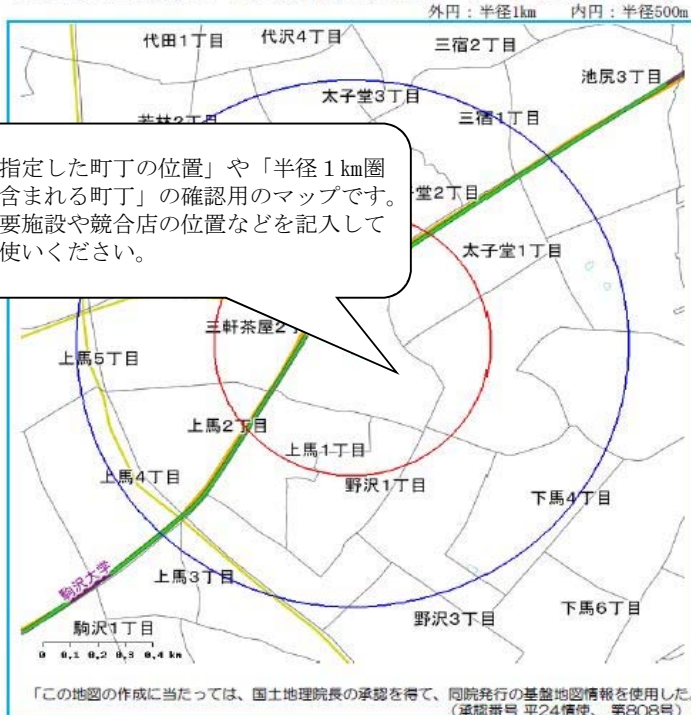 外円：半径1km　内円：半径500m
代田1丁目
代沢4丁目
三宿2丁目
池尻3丁目
太子堂3丁目
若林2丁目
三宿1丁目
指定した町丁の位置」や「半径１㎞圏
含まれる町丁」の確認用のマップです。
要施設や競合店の位置などを記入して
使いください。
堂2丁目
太子堂1丁目
三軒茶屋2丁
上馬5丁目
上馬2丁目
上馬1丁目
上馬4丁目
野沢1丁目
下馬4丁目
駒沢大学
上馬3丁目
野沢3丁目
下馬6丁目
駒沢1丁目
0 0.1 0.2 0.3 0.4 km
「この地図の作成に当たっては、国土地理院長の承認を得て、同院発行の基盤地図情報を使用した。
（承認番号 平24情使、 第808号）